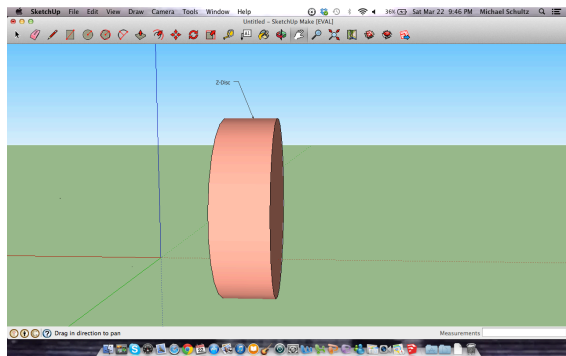 SketchUp File Edit View Draw Camera Tools Window Help 36% Sat Mar 22 9:46 PM Michael Schultz
Untitled – SketchUp Make [EVAL]
Z-Disc
Drag in direction to pan Measurements